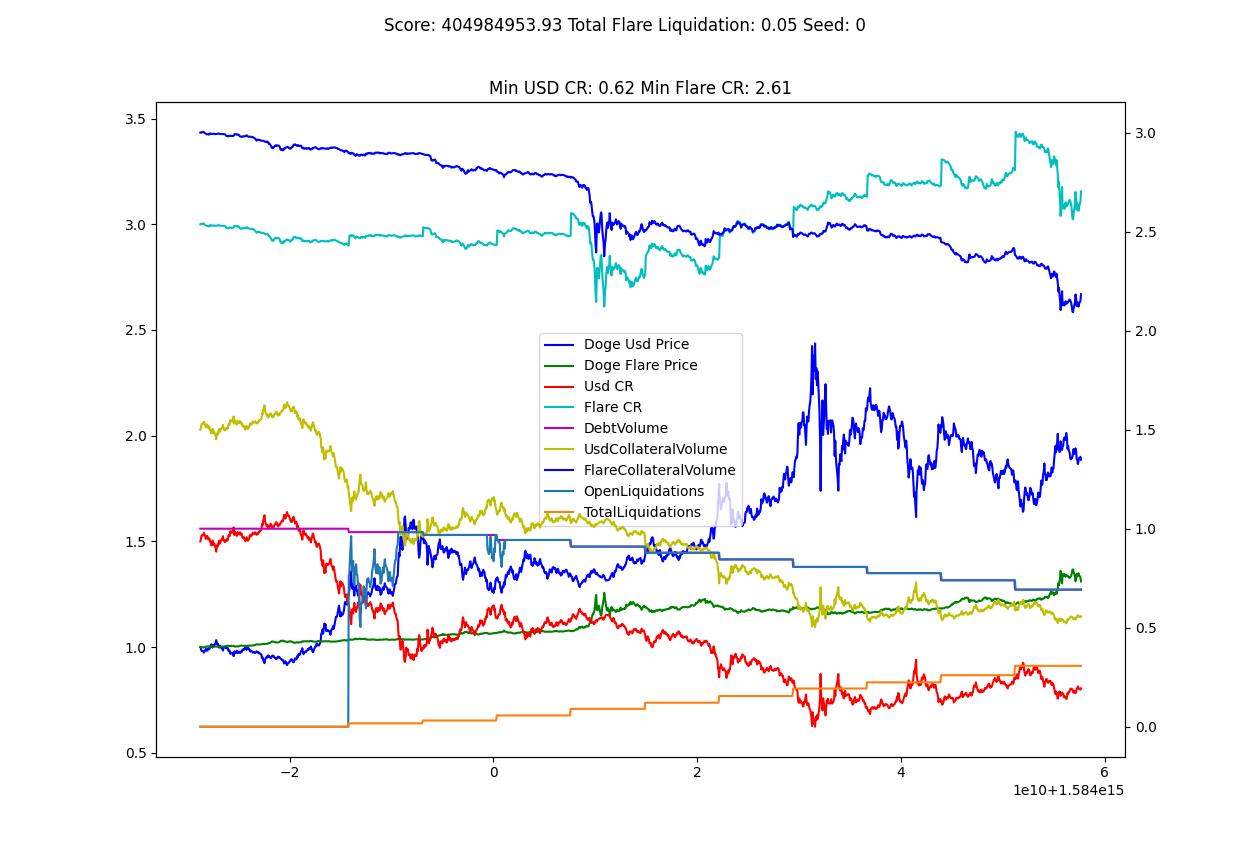 Score: 404984953.93 Total Flare Liquidation: 0.05 Seed: 0
Min USD CR: 0.62 Min Flare CR: 2.61
3.5
3.0
2.5
2.0
1.5
1.0
0.5
3.0
2.5
2.0
1.5
1.0
0.5
0.0
Doge Usd Price
Doge Flare Price
Usd CR
Flare CR
DebtVolume
UsdCollateralVolume
FlareCollateralVolume
OpenLiquidations
TotalLiquidations
−2 0 2 4 6
1e10+1.584e15